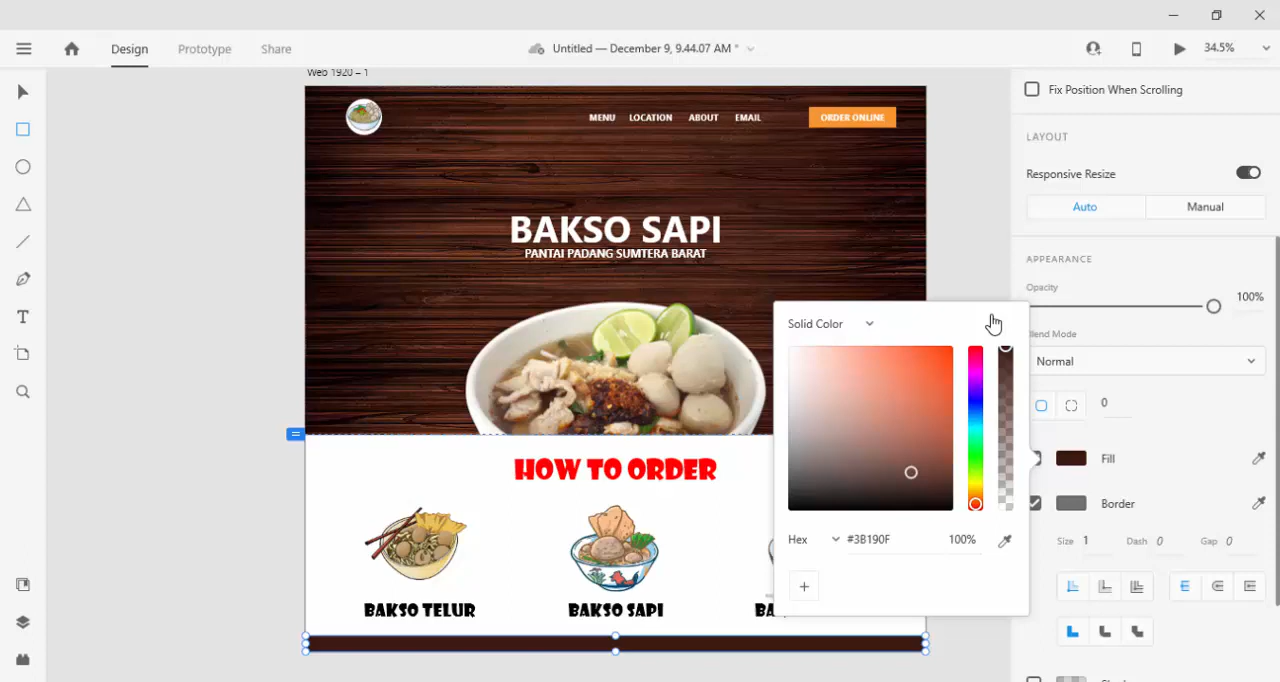 Design
Prototype
Share
Untitled — December 9, 9.44.07 AM *
34.5%
Web 1920 – 1
MENU LOCATION ABOUT EMAIL ORDER ONLINE
BAKSO SAPI
PANTAI PADANG SUMTERA BARAT
HOW TO ORDER
BAKSO TELUR
BAKSO SAPI
BA
Solid Color
Hex #3B190F 100%
+
Fix Position When Scrolling
LAYOUT
Responsive Resize
Auto Manual
APPEARANCE
Opacity
100%
lend Mode
Normal
0
Fill
Border
Size 1 Dash 0 Gap 0